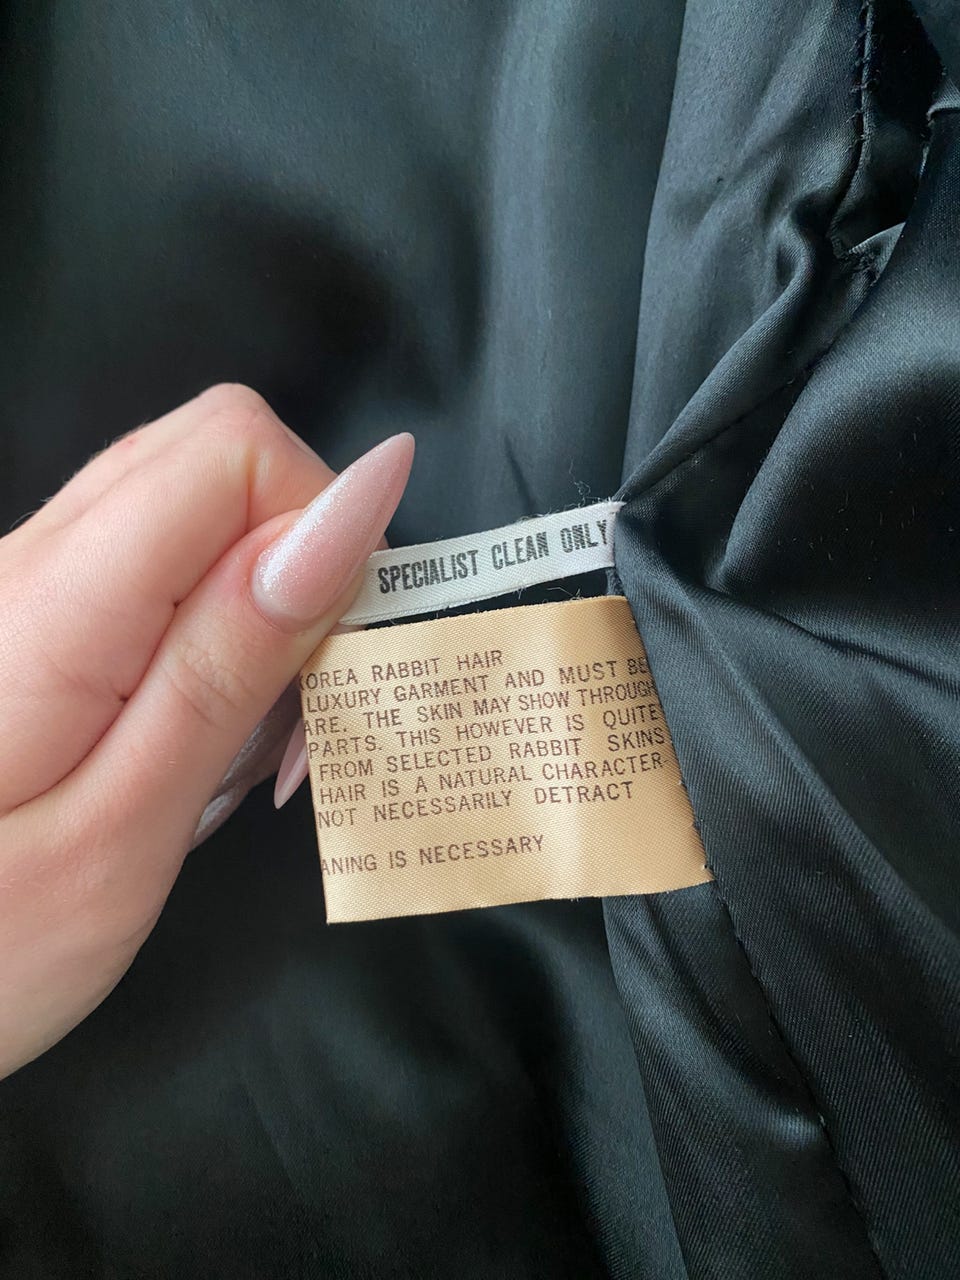 SPECIALIST CLEAN ONLY
KOREA RABBIT HAIR
LUXURY GARMENT AND MUST BE
ARE. THE SKIN MAY SHOW THROUGH
PARTS. THIS HOWEVER IS QUITE
FROM SELECTED RABBIT SKINS
HAIR IS A NATURAL CHARACTER-
NOT NECESSARILY DETRACT
ANING IS NECESSARY